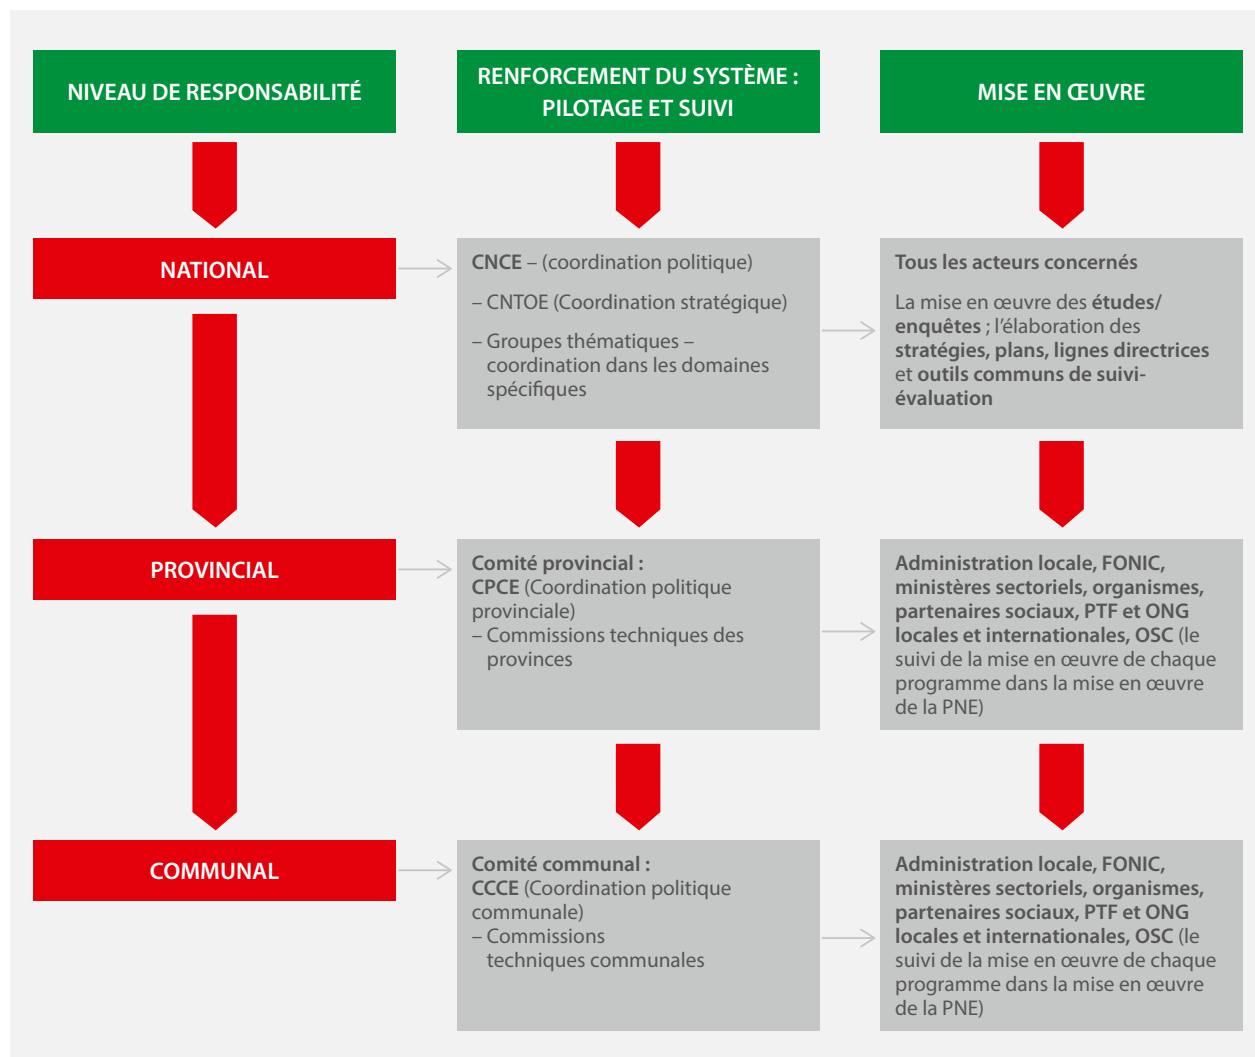 NIVEAU DE RESPONSABILITÉ
RENFORCEMENT DU SYSTÈME :
PILOTAGE ET SUIVI
MISE EN ŒUVRE
NATIONAL
CNCE – (coordination politique)
– CNTOE (Coordination stratégique)
– Groupes thématiques –
coordination dans les domaines
spécifiques
Tous les acteurs concernés
La mise en œuvre des études/
enquêtes ; l’élaboration des
stratégies, plans, lignes directrices
et outils communs de suivi-
évaluation
PROVINCIAL
Comité provincial :
CPCE (Coordination politique
provinciale)
– Commissions techniques des
provinces
Administration locale, FONIC,
ministères sectoriels, organismes,
partenaires sociaux, PTF et ONG
locales et internationales, OSC (le
suivi de la mise en œuvre de chaque
programme dans la mise en œuvre
de la PNE)
COMMUNAL
Comité communal :
CCCE (Coordination politique
communale)
– Commissions
techniques communales
Administration locale, FONIC,
ministères sectoriels, organismes,
partenaires sociaux, PTF et ONG
locales et internationales, OSC (le
suivi de la mise en œuvre de chaque
programme dans la mise en œuvre
de la PNE)